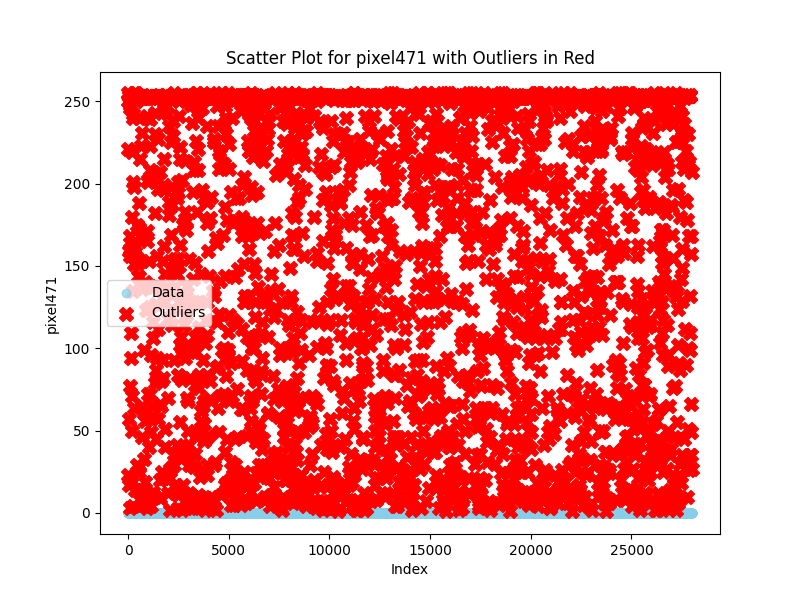 Scatter Plot for pixel471 with Outliers in Red
250
200
150
100
50
0
pixel471
Data
Outliers
0
5000
10000
15000
20000
25000
Index